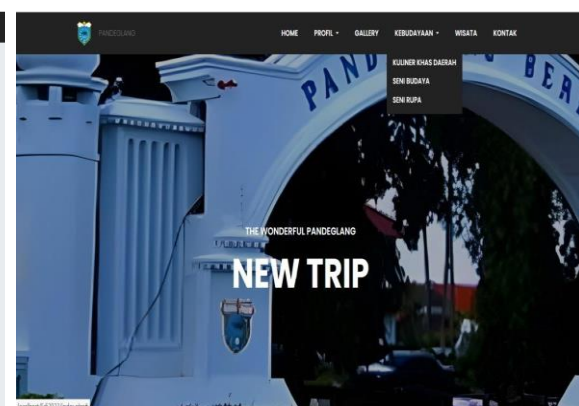 PANDEGLANG
HOME PROFIL GALLERY KEBUDAYAAN WISATA KONTAK
KULINER KHAS DAERAH
SENI BUDAYA
SENI RUPA
PANDEGLANG BER
THE WONDERFUL PANDEGLANG
NEW TRIP